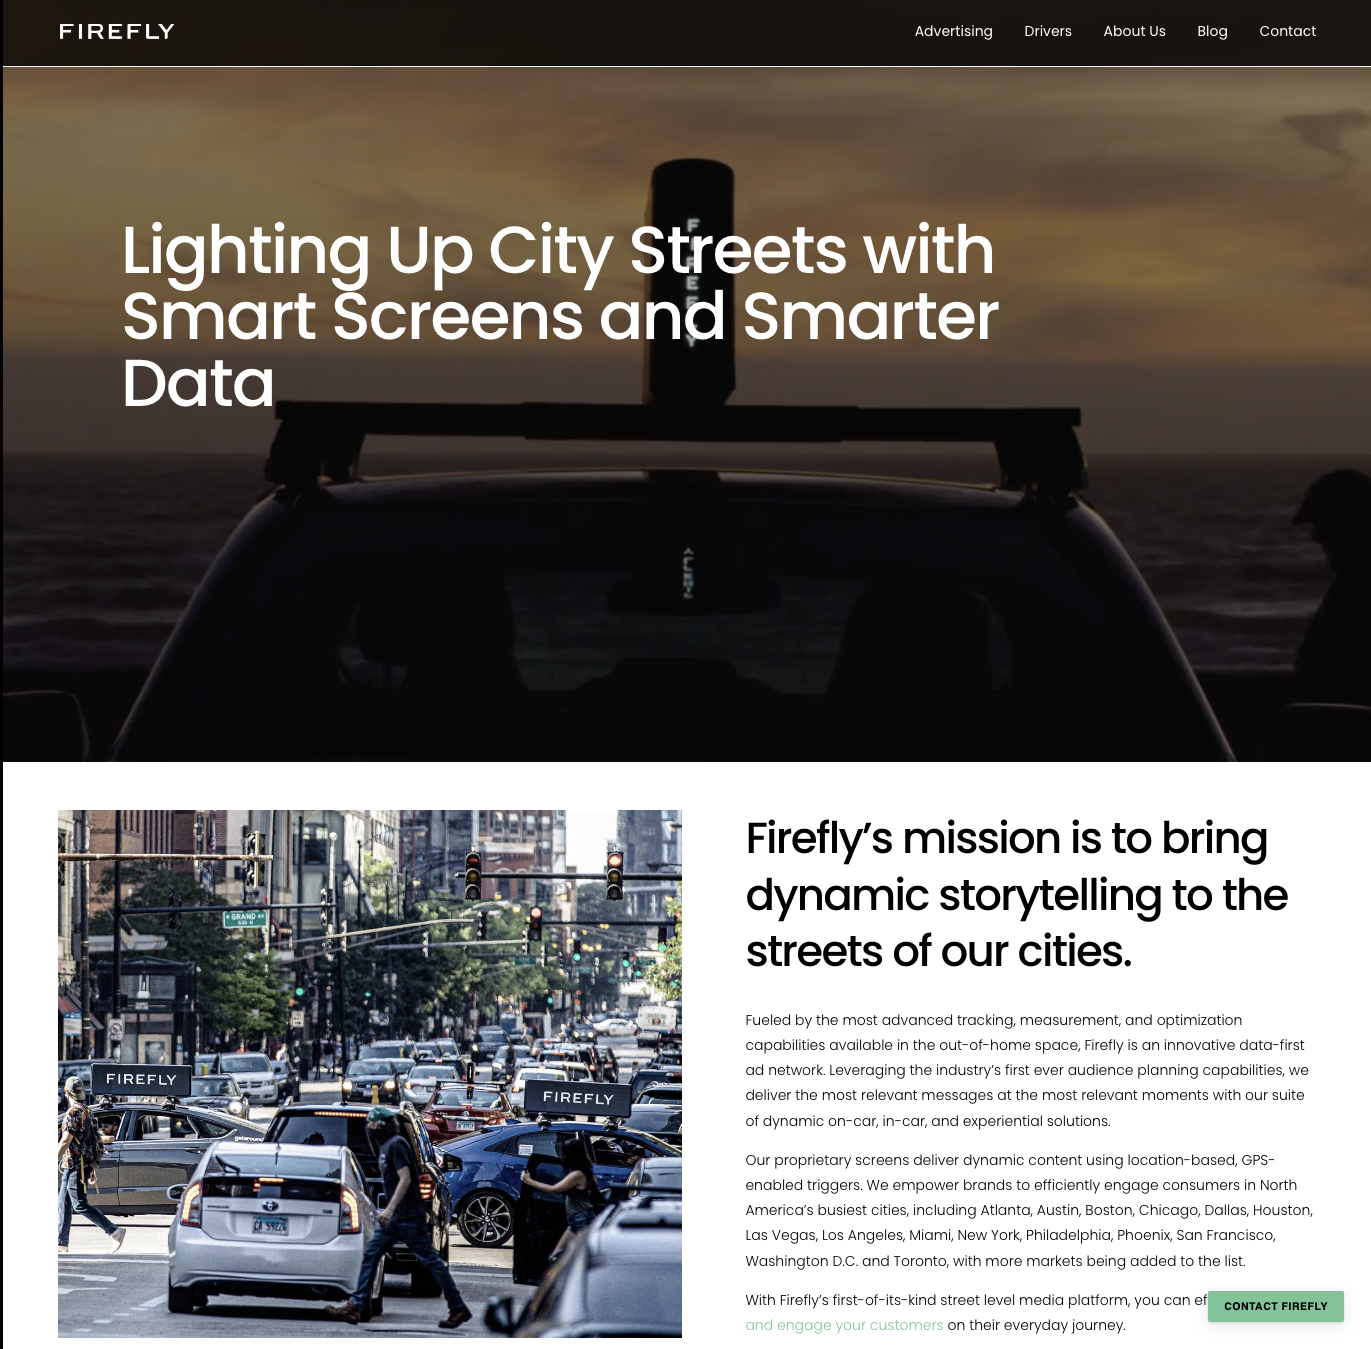 FIREFLY
Advertising Drivers About Us Blog Contact
Lighting Up City Streets with
Smart Screens and Smarter
Data
GRAND AV
FIREFLY
FIREFLY
getaround
Firefly’s mission is to bring
dynamic storytelling to the
streets of our cities.
Fueled by the most advanced tracking, measurement, and optimization
capabilities available in the out-of-home space, Firefly is an innovative data-first
ad network. Leveraging the industry’s first ever audience planning capabilities, we
deliver the most relevant messages at the most relevant moments with our suite
of dynamic on-car, in-car, and experiential solutions.
Our proprietary screens deliver dynamic content using location-based, GPS-
enabled triggers. We empower brands to efficiently engage consumers in North
America’s busiest cities, including Atlanta, Austin, Boston, Chicago, Dallas, Houston,
Las Vegas, Los Angeles, Miami, New York, Philadelphia, Phoenix, San Francisco,
Washington D.C. and Toronto, with more markets being added to the list.
With Firefly’s first-of-its-kind street level media platform, you can ef
and engage your customers on their everyday journey.
CONTACT FIREFLY